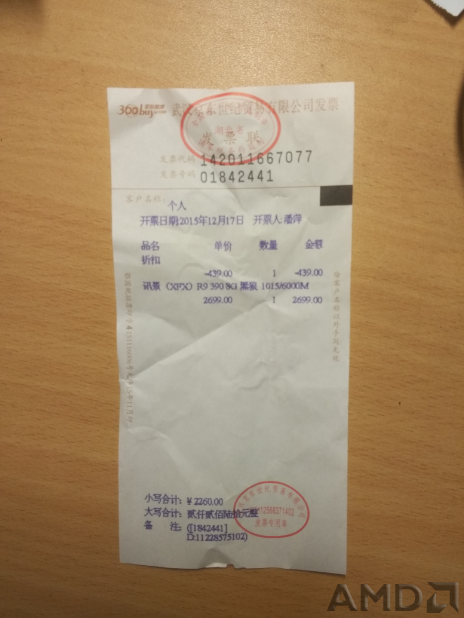 360buy 武汉京东世纪贸易有限公司发票
发票联
发票代码 142011667077
发票号码 01842441
客户名称: 个人
开票日期:2015年12月17日 开票人:潘萍
品名 单价 数量 金额
折扣
-439.00 1 -439.00
讯景（XFX）R9 390 8G 黑狼 1015/6000M
2699.00 1 2699.00
小写合计: ¥2260.00
大写合计: 贰仟贰佰陆拾元整
备 注: ([1842441]
D:11228575102)
发票专用章
AMD